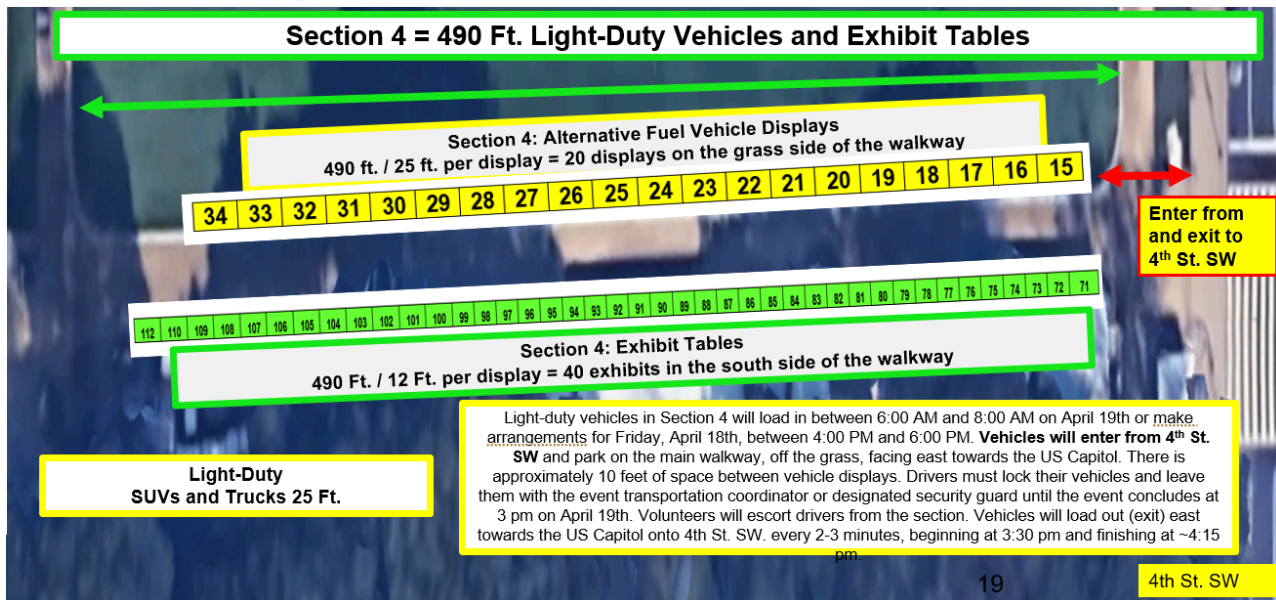 Section 4 = 490 Ft. Light-Duty Vehicles and Exhibit Tables
Section 4: Alternative Fuel Vehicle Displays
490 ft. / 25 ft. per display = 20 displays on the grass side of the walkway
34 33 32 31 30 29 28 27 26 25 24 23 22 21 20 19 18 17 16 15
Enter from
and exit to
4th St. SW
112 110 109 108 107 106 105 104 103 102 101 100 99 98 97 96 95 94 93 92 91 90 89 88 87 86 85 84 83 82 81 80 79 78 77 76 75 74 73 72 71
Section 4: Exhibit Tables
490 Ft. / 12 Ft. per display = 40 exhibits in the south side of the walkway
Light-Duty
SUVs and Trucks 25 Ft.
Light-duty vehicles in Section 4 will load in between 6:00 AM and 8:00 AM on April 19th or make
arrangements for Friday, April 18th, between 4:00 PM and 6:00 PM. Vehicles will enter from 4th St.
SW and park on the main walkway, off the grass, facing east towards the US Capitol. There is
approximately 10 feet of space between vehicle displays. Drivers must lock their vehicles and leave
them with the event transportation coordinator or designated security guard until the event concludes at
3 pm on April 19th. Volunteers will escort drivers from the section. Vehicles will load out (exit) east
towards the US Capitol onto 4th St. SW. every 2-3 minutes, beginning at 3:30 pm and finishing at ~4:15
pm.
19
4th St. SW